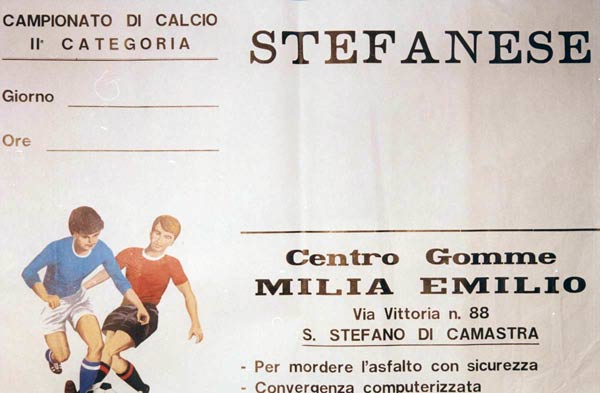 CAMPIONATO DI CALCIO
IIª CATEGORIA
Giorno
Ore
STEFANESE
Centro Gomme
MILIA EMILIO
Via Vittoria n. 88
S. STEFANO DI CAMASTRA
- Per mordere l'asfalto con sicurezza
- Convergenza computerizzata